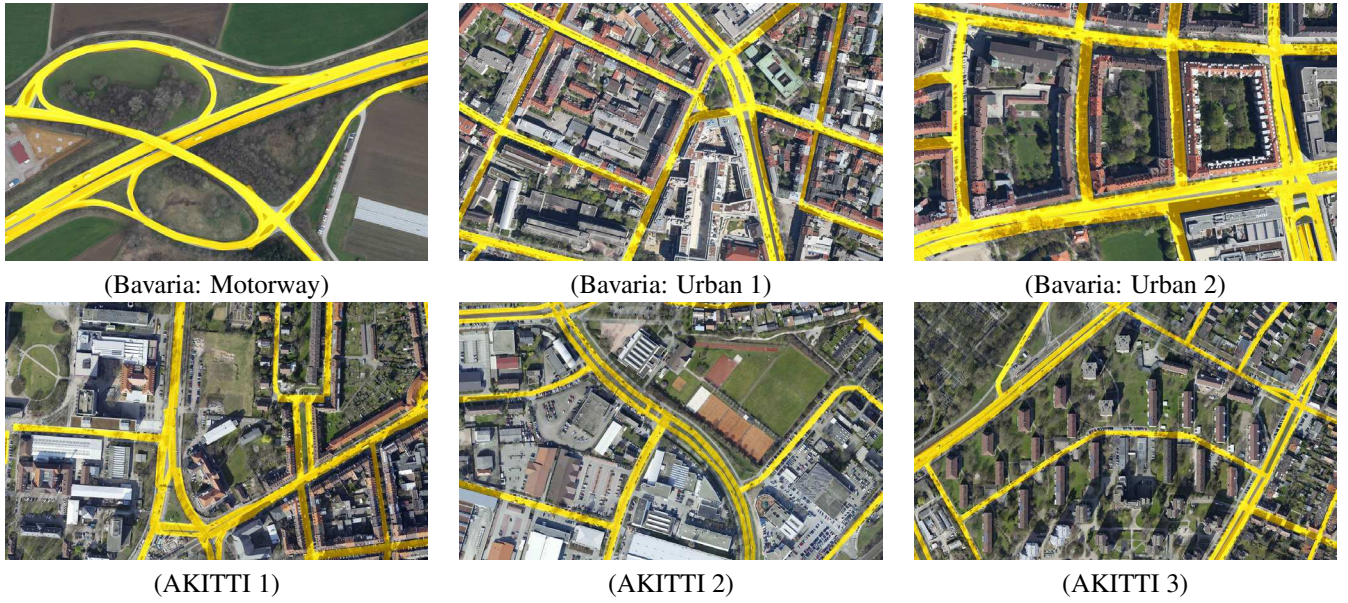 (Bavaria: Motorway)
(Bavaria: Urban 1)
(Bavaria: Urban 2)
(AKITTI 1)
(AKITTI 2)
(AKITTI 3)